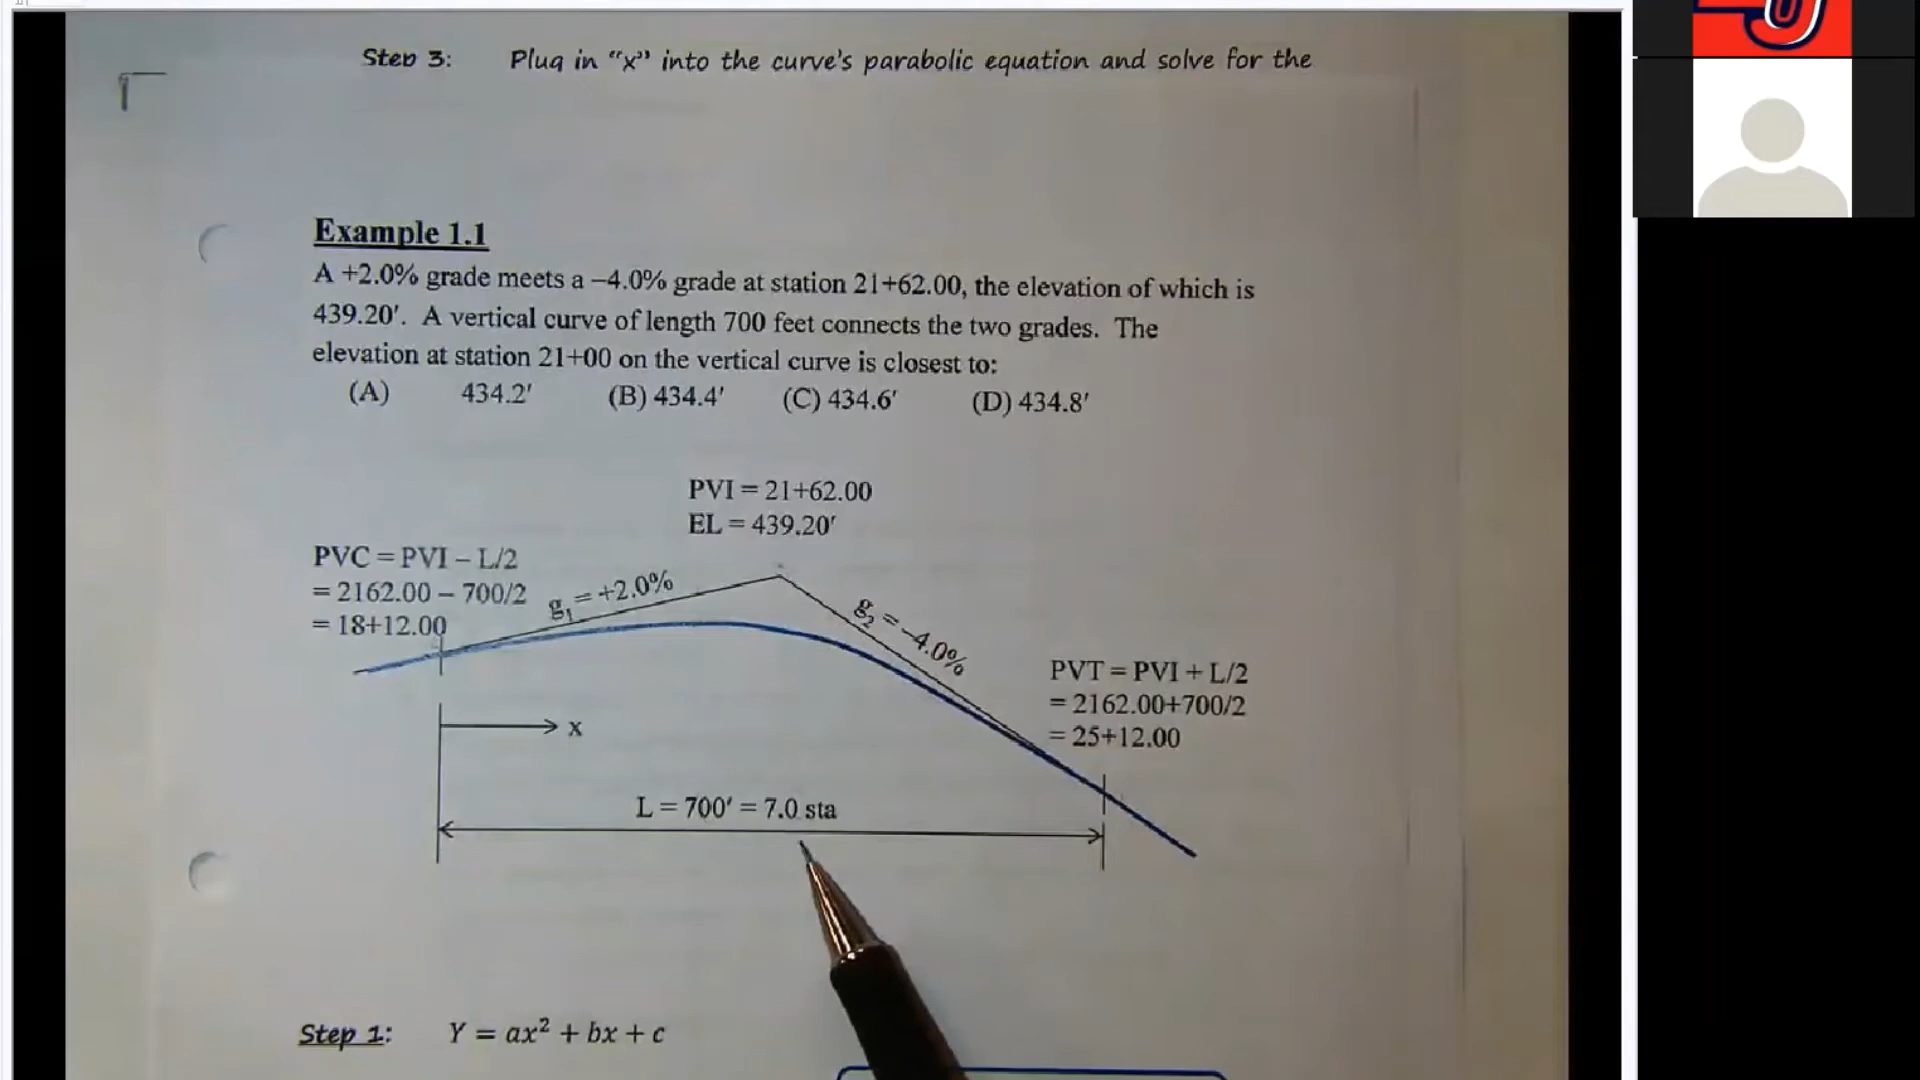 Step 3: Plug in “x” into the curve’s parabolic equation and solve for the
Example 1.1
A +2.0% grade meets a –4.0% grade at station 21+62.00, the elevation of which is
439.20'. A vertical curve of length 700 feet connects the two grades. The
elevation at station 21+00 on the vertical curve is closest to:
(A) 434.2' (B) 434.4' (C) 434.6' (D) 434.8'
PVI = 21+62.00
EL = 439.20'
PVC = PVI – L/2
= 2162.00 – 700/2
= 18+12.00
g₁ = +2.0%
g₂ = –4.0%
PVT = PVI + L/2
= 2162.00+700/2
= 25+12.00
x
L = 700' = 7.0 sta
Step 1: Y = ax² + bx + c